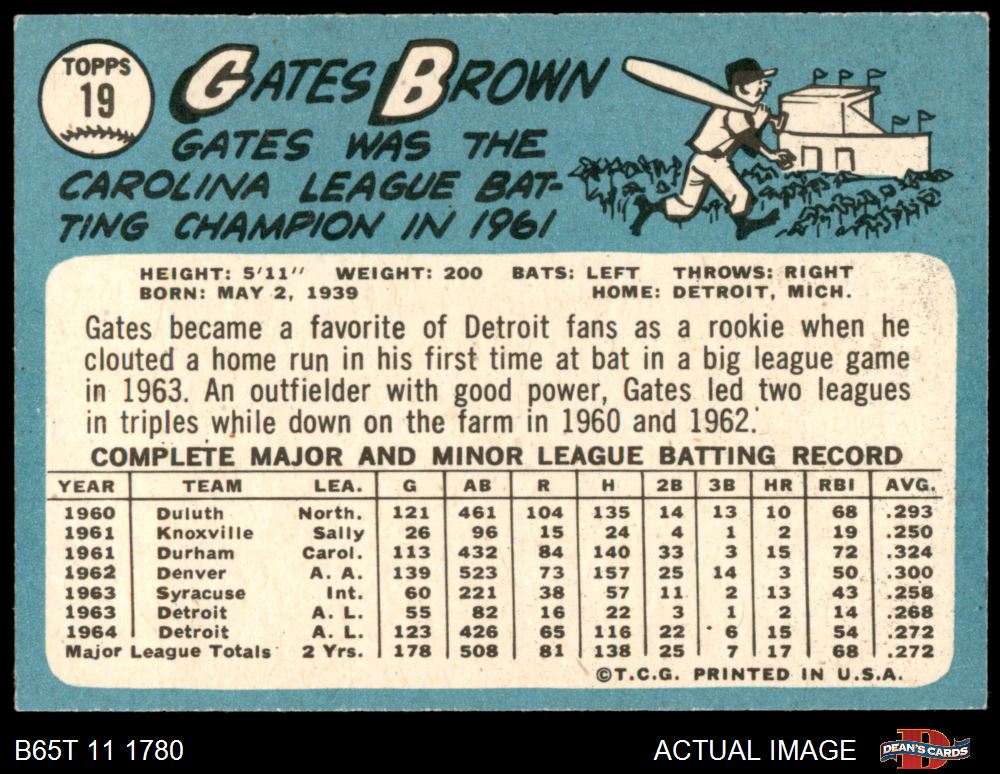 TOPPS
19
GATES BROWN
GATES WAS THE
CAROLINA LEAGUE BAT-
TING CHAMPION IN 1961
HEIGHT: 5'11" WEIGHT: 200 BATS: LEFT THROWS: RIGHT
BORN: MAY 2, 1939 HOME: DETROIT, MICH.
Gates became a favorite of Detroit fans as a rookie when he
clouted a home run in his first time at bat in a big league game
in 1963. An outfielder with good power, Gates led two leagues
in triples while down on the farm in 1960 and 1962.
COMPLETE MAJOR AND MINOR LEAGUE BATTING RECORD
YEAR TEAM LEA. G AB R H 2B 3B HR RBI AVG.
1960 Duluth North. 121 461 104 135 14 13 10 68 .293
1961 Knoxville Sally 26 96 15 24 4 1 2 19 .250
1961 Durham Carol. 113 432 84 140 33 3 15 72 .324
1962 Denver A. A. 139 523 73 157 25 14 3 50 .300
1963 Syracuse Int. 60 221 38 57 11 2 13 43 .258
1963 Detroit A. L. 55 82 16 22 3 1 2 14 .268
1964 Detroit A. L. 123 426 65 116 22 6 15 54 .272
Major League Totals 2 Yrs. 178 508 81 138 25 7 17 68 .272
©T.C.G. PRINTED IN U.S.A.
B65T 11 1780 ACTUAL IMAGE DEAN'S CARDS